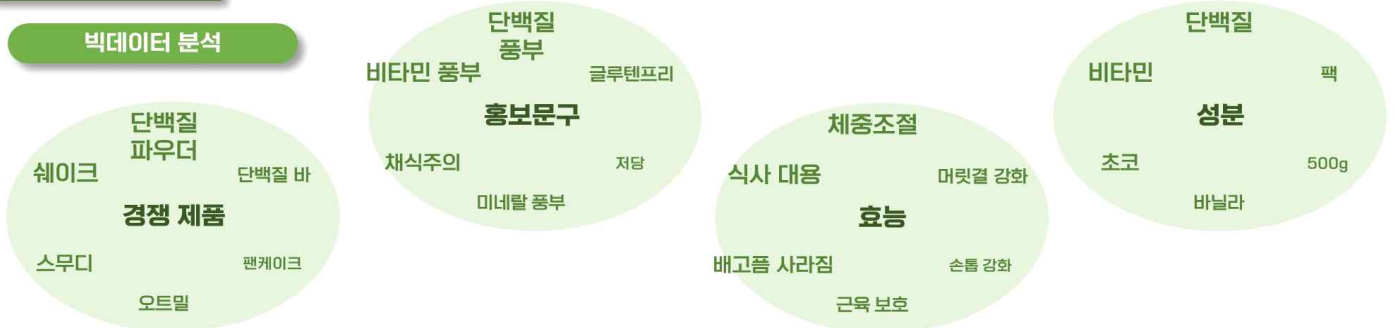 빅데이터 분석
단백질
파우더
쉐이크
단백질 바
경쟁 제품
스무디
팬케이크
오트밀
단백질
풍부
비타민 풍부
글루텐프리
홍보문구
채식주의
저당
미네랄 풍부
체중조절
식사 대용
머릿결 강화
효능
배고픔 사라짐
손톱 강화
근육 보호
단백질
비타민
팩
성분
초코
500g
바닐라